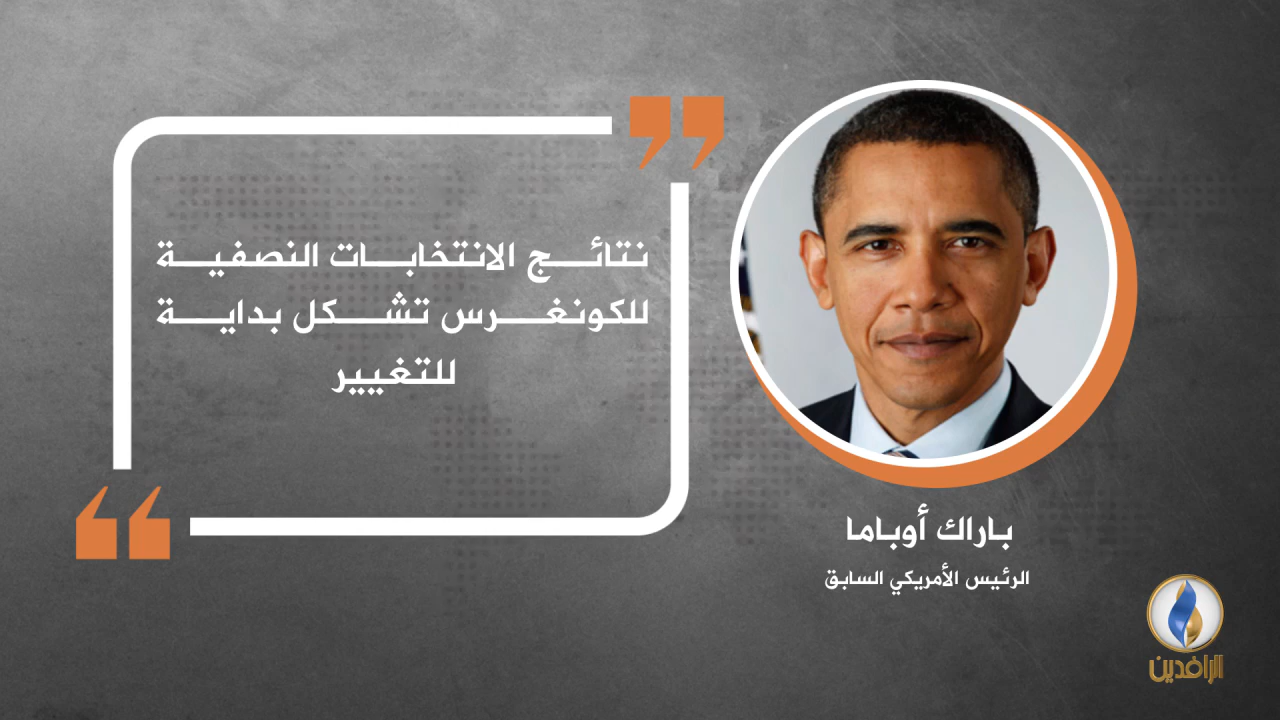 نتائج الانتخابات النصفية
للكونغرس تشكل بداية
للتغيير
باراك أوباما
الرئيس الأمريكي السابق
الرافدين